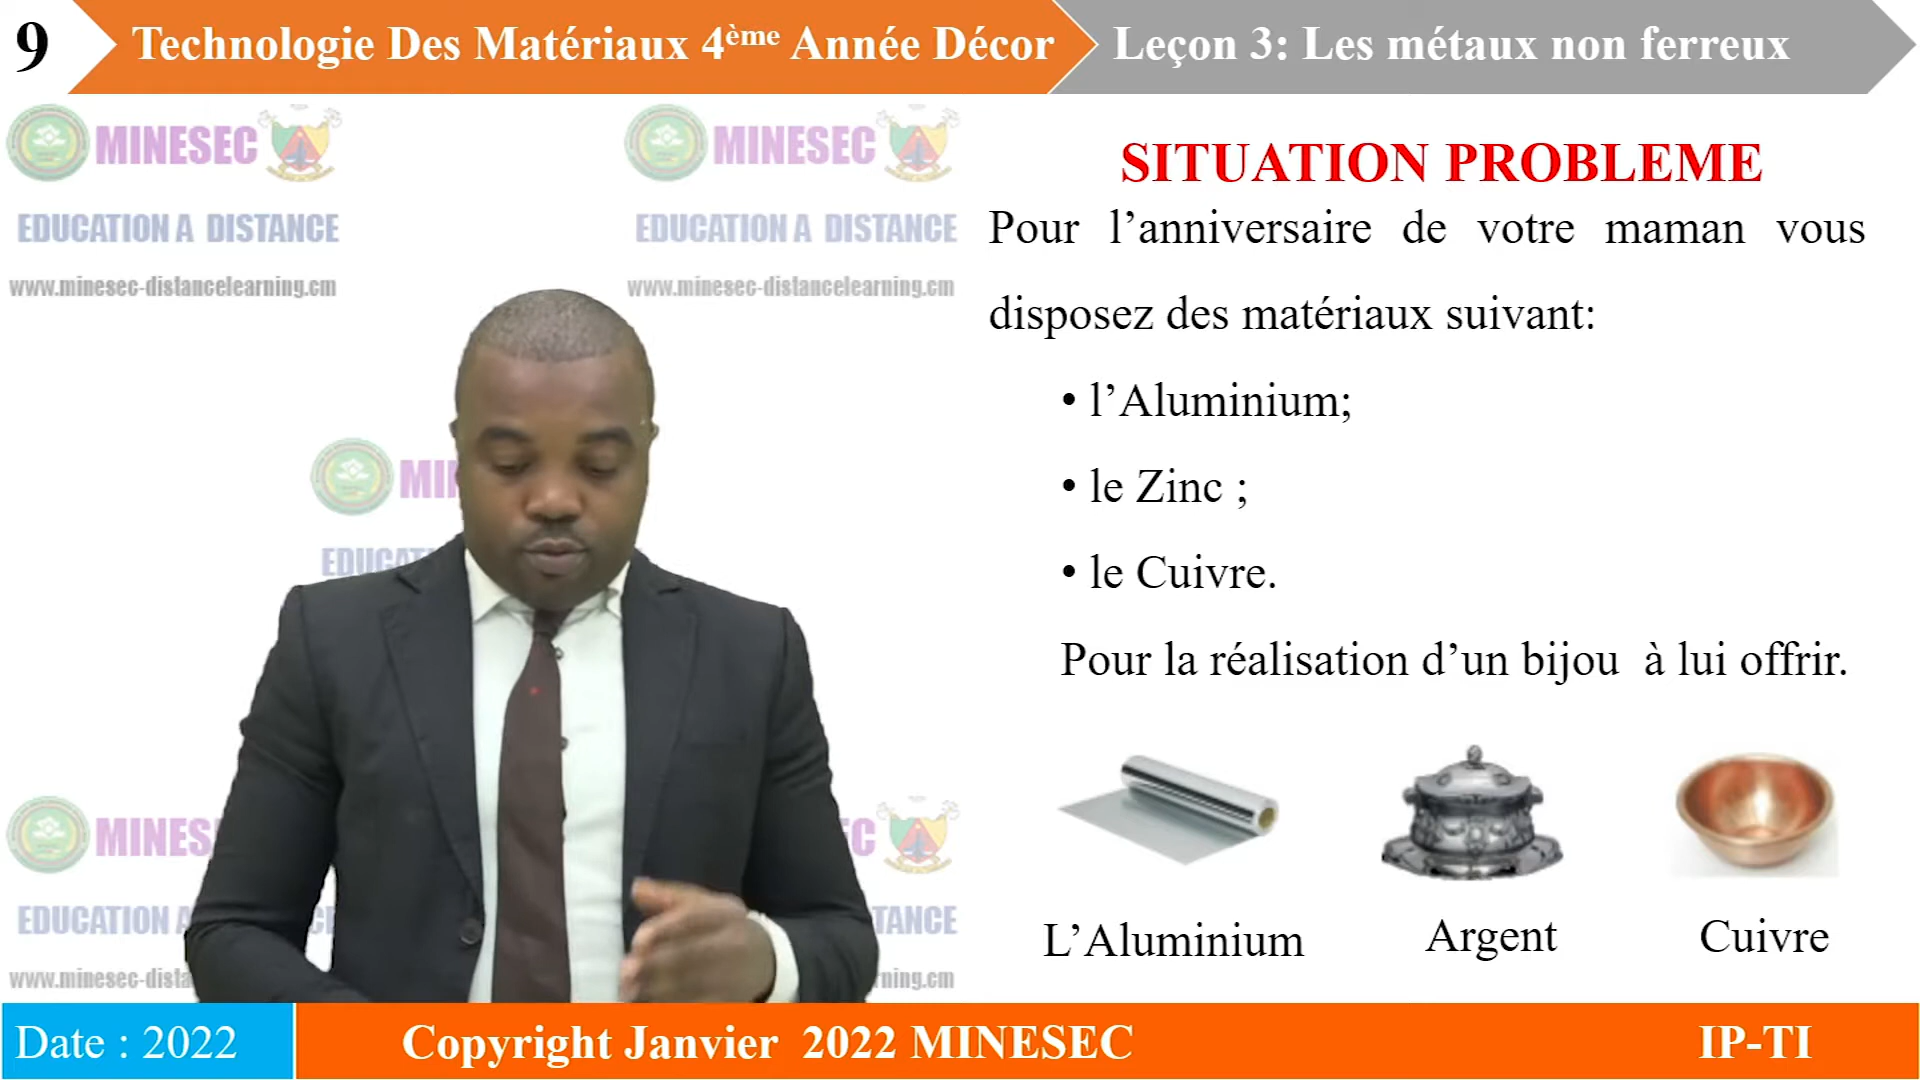 9
Technologie Des Matériaux 4ème Année Décor
Leçon 3: Les métaux non ferreux
MINESEC
EDUCATION A DISTANCE
www.minesec-distancelearning.cm
MINESEC
EDUCATION A DISTANCE
www.minesec-distancelearning.cm
SITUATION PROBLEME
Pour l’anniversaire de votre maman vous
disposez des matériaux suivant:
• l’Aluminium;
• le Zinc ;
• le Cuivre.
Pour la réalisation d’un bijou à lui offrir.
L’Aluminium
Argent
Cuivre
Date : 2022
Copyright Janvier 2022 MINESEC
IP-TI